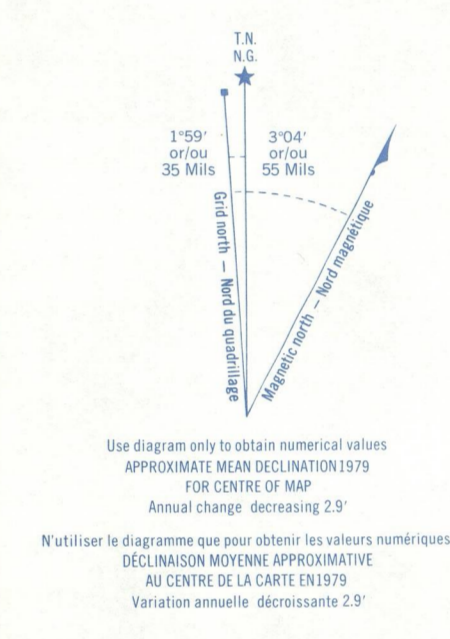 T.N.
N.G.
1°59'
or/ou
35 Mils
3°04'
or/ou
55 Mils
Grid north — Nord du quadrillage
Magnetic north — Nord magnétique
Use diagram only to obtain numerical values
APPROXIMATE MEAN DECLINATION 1979
FOR CENTRE OF MAP
Annual change decreasing 2.9'
N'utiliser le diagramme que pour obtenir les valeurs numériques
DÉCLINAISON MOYENNE APPROXIMATIVE
AU CENTRE DE LA CARTE EN 1979
Variation annuelle décroissante 2.9'